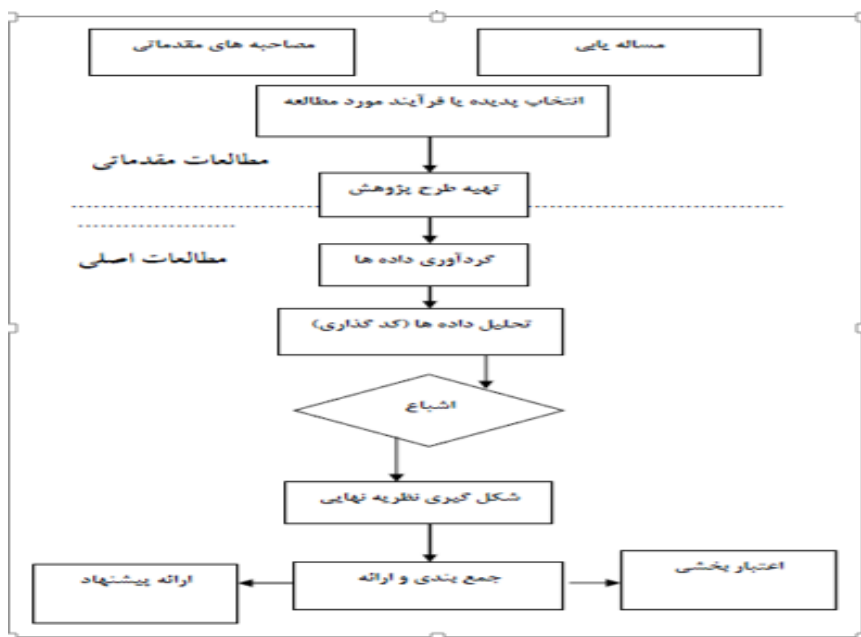 مساله یابی
مصاحبه های مقدماتی
انتخاب پدیده یا فرآیند مورد مطالعه
مطالعات مقدماتی
تهیه طرح پژوهش
گردآوری داده ها
مطالعات اصلی
تحلیل داده ها (کد گذاری)
اشباع
شکل گیری نظریه نهایی
اعتبار بخشی
جمع بندی و ارائه
ارائه پیشنهاد